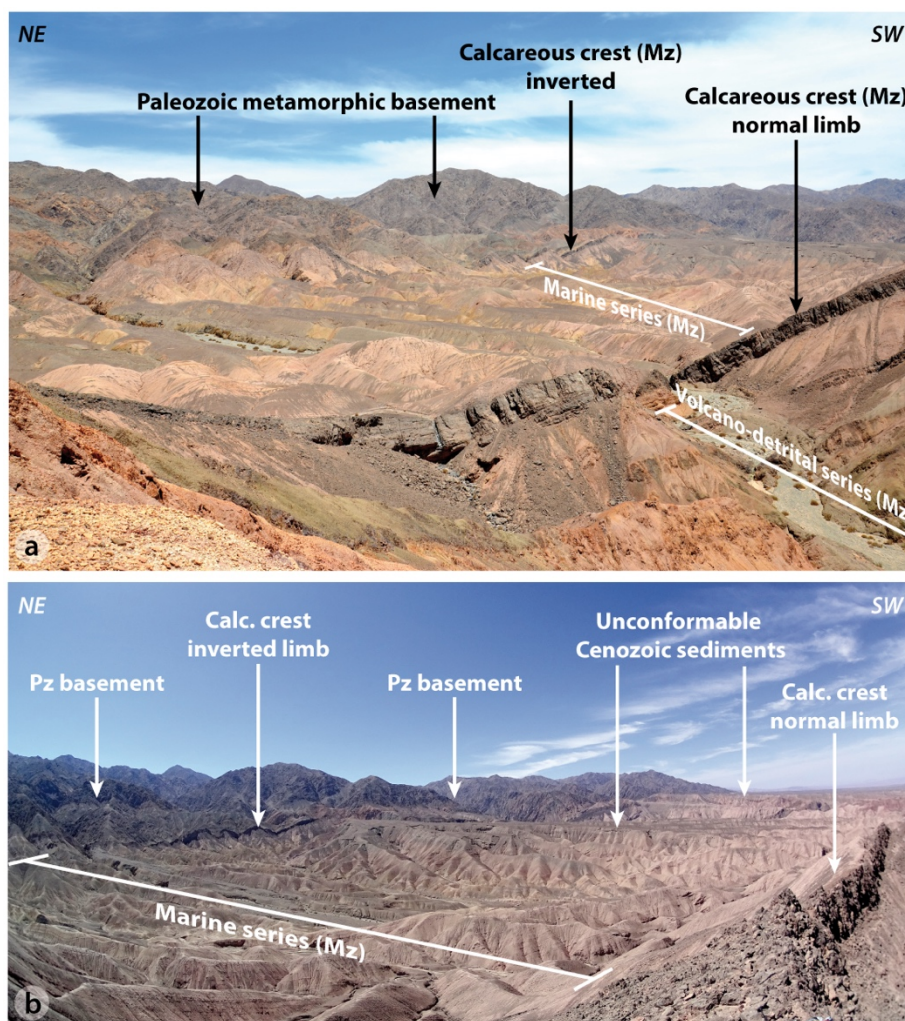 NE
SW
Calcareous crest (Mz)
inverted
Paleozoic metamorphic basement
Calcareous crest (Mz)
normal limb
Marine series (Mz)
Volcano-detrital series (Mz
a
NE
SW
Calc. crest
inverted limb
Unconformable
Cenozoic sediments
Pz basement
Pz basement
Calc. crest
normal limb
Marine series (Mz)
b